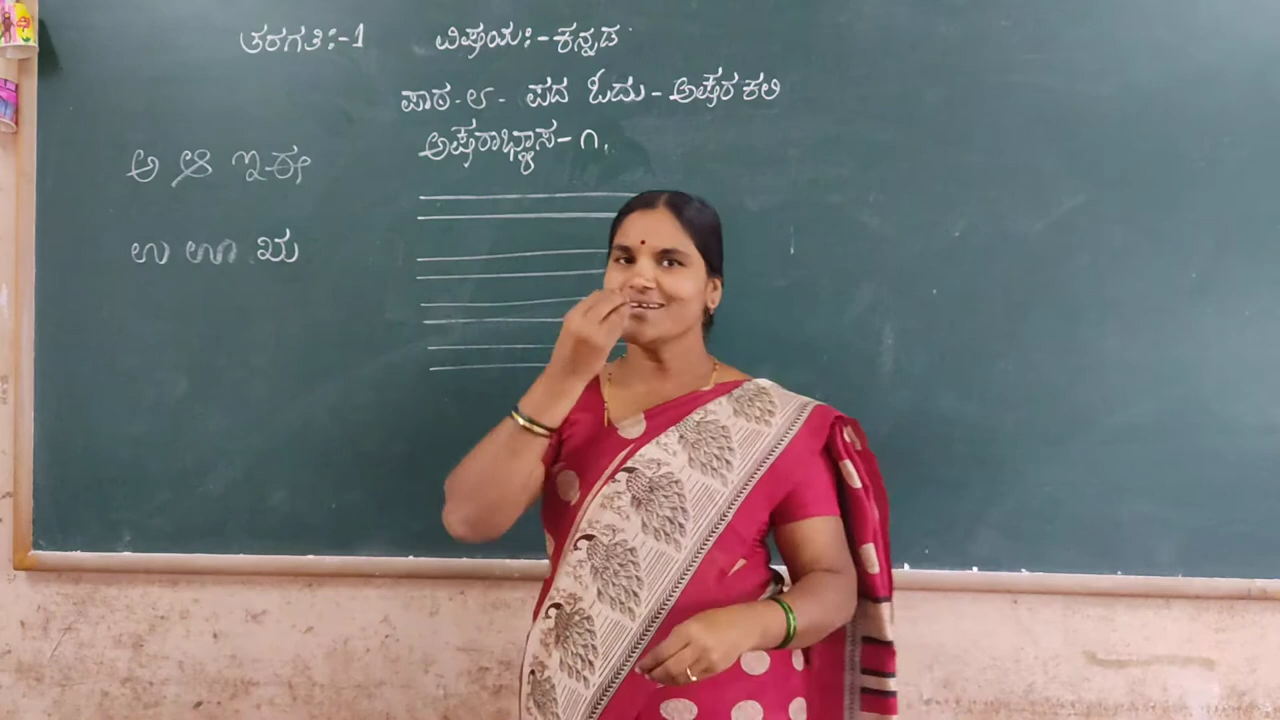 ತರಗತಿ:-1 ವಿಷಯ:-ಕನ್ನಡ
ಪಾಠ-೮- ಪದ ಓದು-ಅಕ್ಷರ ಕಲಿ
ಅಕ್ಷರಾಭ್ಯಾಸ-೧.
ಅ ಆ ಇ-ಈ
ಉ ಊ ಋ